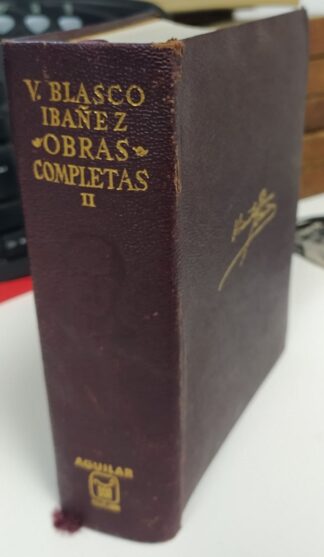 V. BLASCO
IBAÑEZ
OBRAS
COMPLETAS
II
AGUILAR